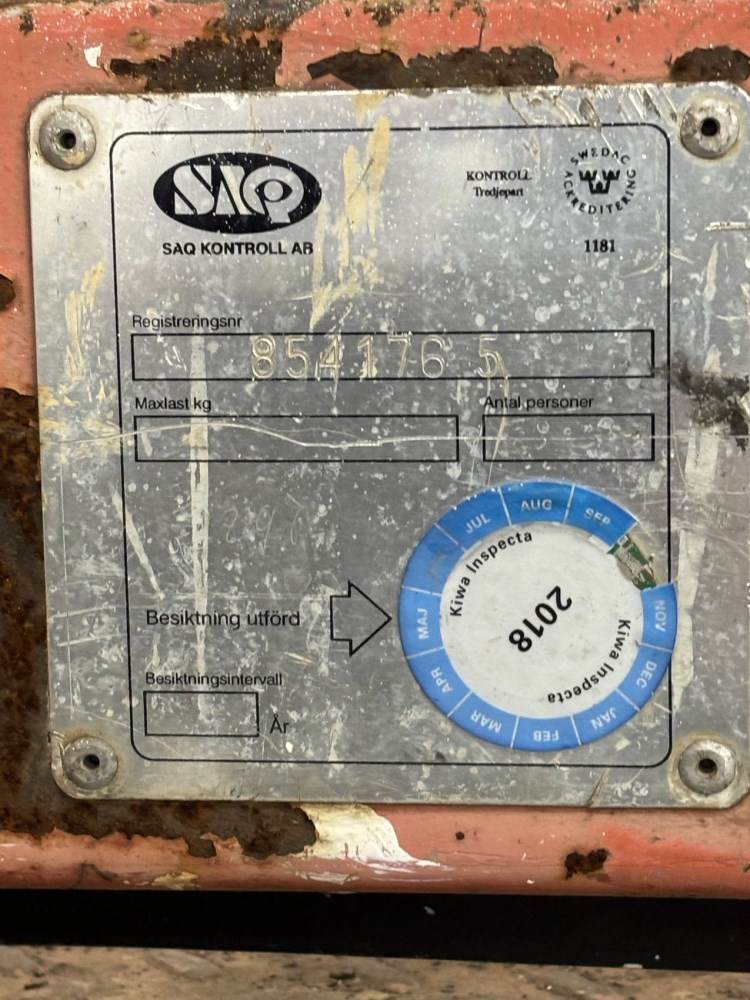 SAQ
SAQ KONTROLL AB
KONTROLL
Tredjepart
SWEDAC
ACKREDITERING
1181
Registreringsnr
854176 5
Maxlast kg
Antal personer
Besiktning utförd
Besiktningsintervall
År
JUL
AUG
SEP
NOV
DEC
JAN
FEB
MAR
APR
MAJ
Kiwa Inspecta
2018
Kiwa Inspecta